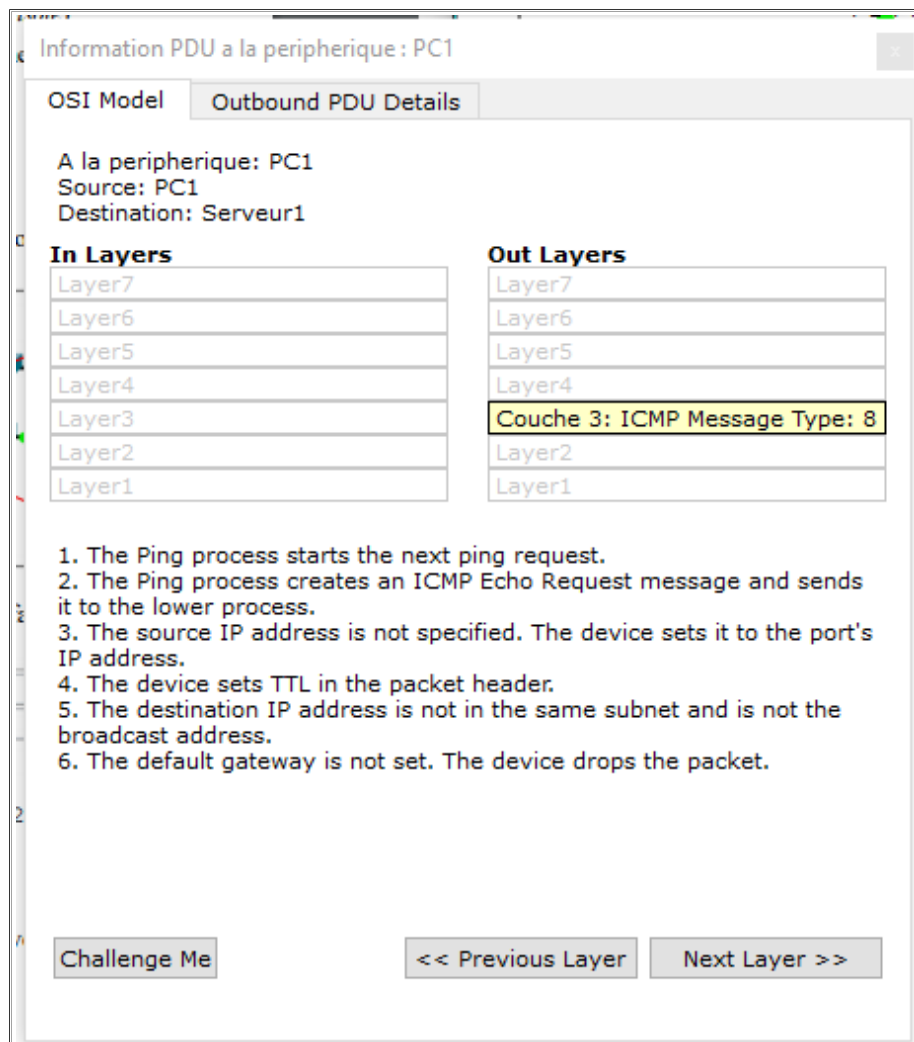 Information PDU a la peripherique : PC1
x
OSI Model
Outbound PDU Details
A la peripherique: PC1
Source: PC1
Destination: Serveur1
In Layers
Layer7
Layer6
Layer5
Layer4
Layer3
Layer2
Layer1
Out Layers
Layer7
Layer6
Layer5
Layer4
Couche 3: ICMP Message Type: 8
Layer2
Layer1
1. The Ping process starts the next ping request.
2. The Ping process creates an ICMP Echo Request message and sends
it to the lower process.
3. The source IP address is not specified. The device sets it to the port's
IP address.
4. The device sets TTL in the packet header.
5. The destination IP address is not in the same subnet and is not the
broadcast address.
6. The default gateway is not set. The device drops the packet.
Challenge Me
<< Previous Layer
Next Layer >>